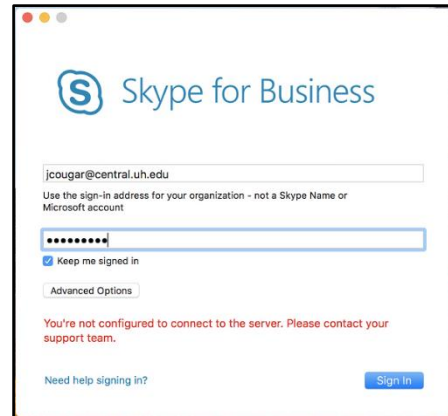 S Skype for Business
jcougar@central.uh.edu
Use the sign-in address for your organization - not a Skype Name or
Microsoft account
•••••••••
Keep me signed in
Advanced Options
You're not configured to connect to the server. Please contact your
support team.
Need help signing in?
Sign In